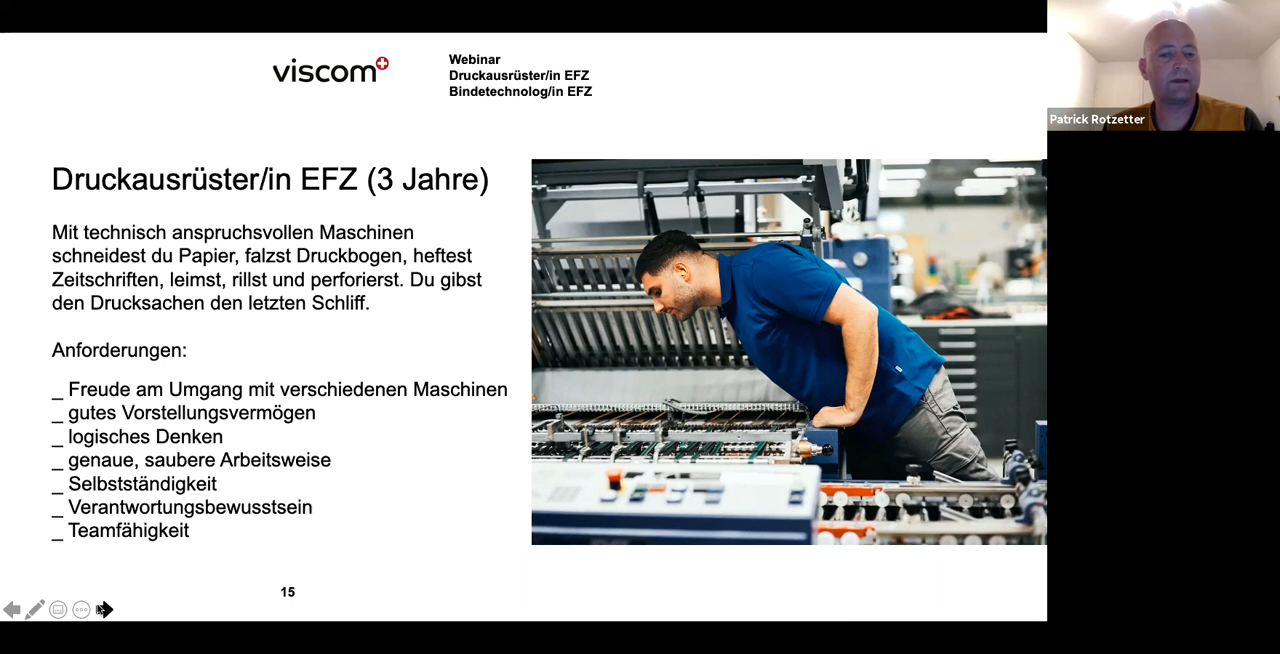 viscom
Webinar
Druckausrüster/in EFZ
Bindetechnolog/in EFZ
Patrick Rotzetter
Druckausrüster/in EFZ (3 Jahre)
Mit technisch anspruchsvollen Maschinen
schneidest du Papier, falzst Druckbogen, heftest
Zeitschriften, leimst, rillst und perforierst. Du gibst
den Drucksachen den letzten Schliff.
Anforderungen:
_ Freude am Umgang mit verschiedenen Maschinen
_ gutes Vorstellungsvermögen
_ logisches Denken
_ genaue, saubere Arbeitsweise
_ Selbstständigkeit
_ Verantwortungsbewusstsein
_ Teamfähigkeit
15